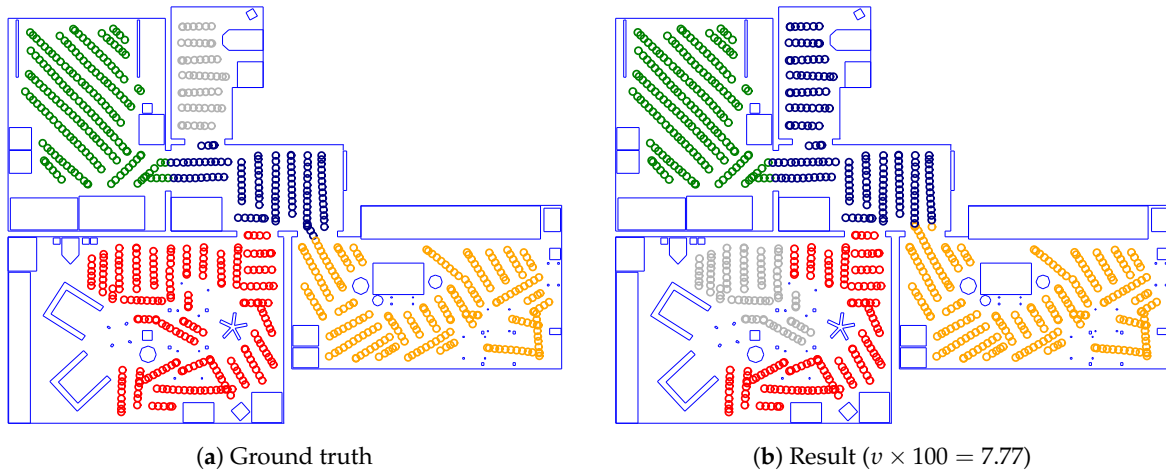 (a) Ground truth
(b) Result (v × 100 = 7.77)